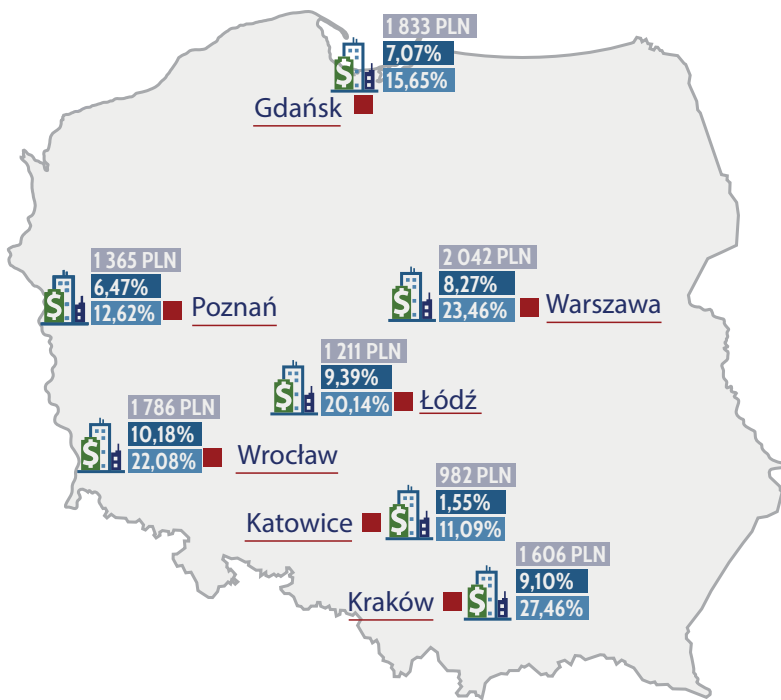 1 833 PLN
7,07%
15,65%
Gdańsk
1 365 PLN
6,47%
12,62%
Poznań
2 042 PLN
8,27%
23,46%
Warszawa
1 211 PLN
9,39%
20,14%
Łódź
1 786 PLN
10,18%
22,08%
Wrocław
982 PLN
1,55%
11,09%
Katowice
1 606 PLN
9,10%
27,46%
Kraków